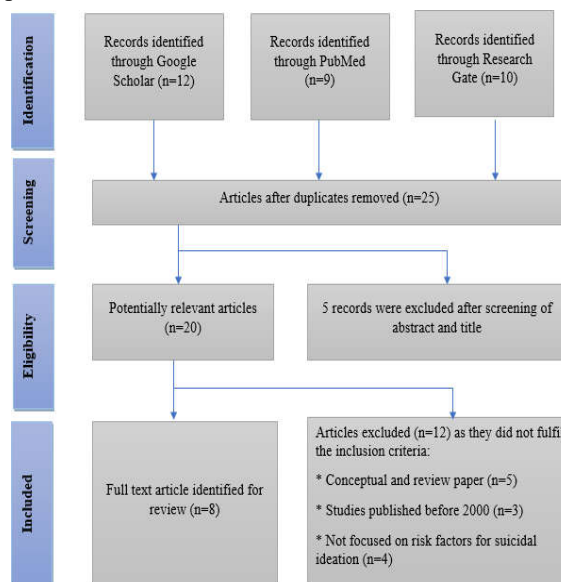 Identification
Records identified
through Google
Scholar (n=12)
Records identified
through PubMed
(n=9)
Records identified
through Research
Gate (n=10)
Screening
Articles after duplicates removed (n=25)
Eligibility
Potentially relevant articles
(n=20)
5 records were excluded after screening of
abstract and title
Included
Full text article identified for
review (n=8)
Articles excluded (n=12) as they did not fulfil
the inclusion criteria:
* Conceptual and review paper (n=5)
* Studies published before 2000 (n=3)
* Not focused on risk factors for suicidal
ideation (n=4)